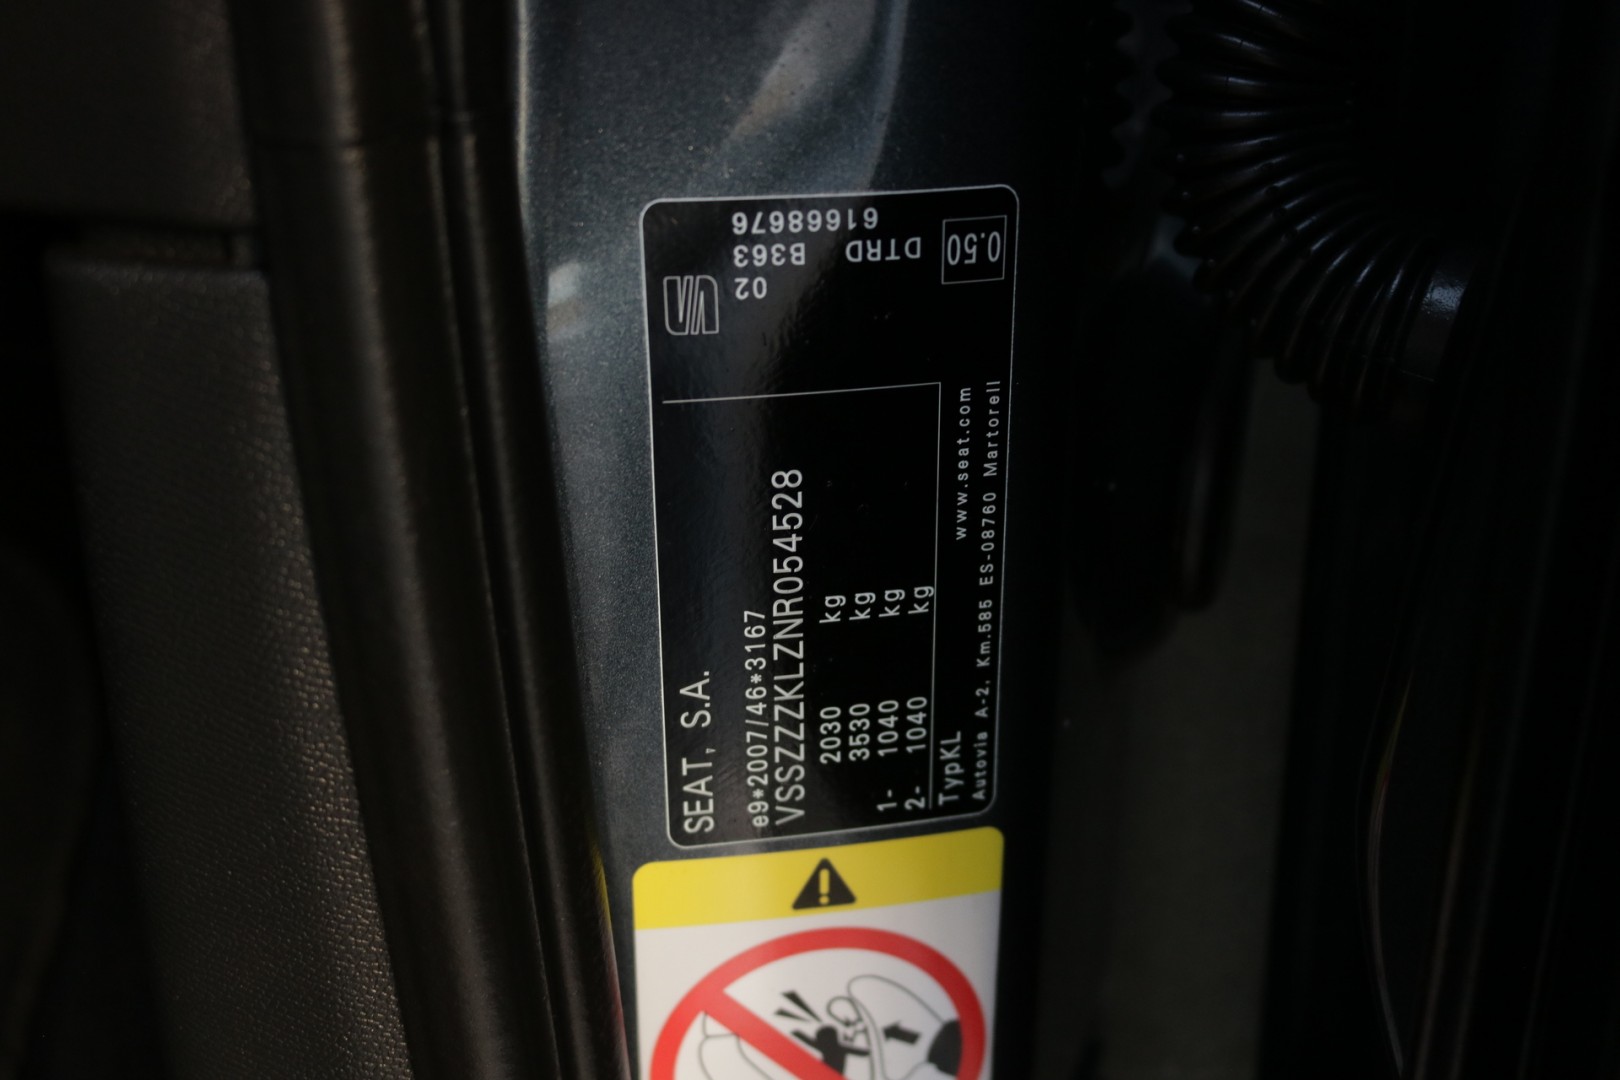 SEAT, S.A.
e9*2007/46*3167
VSSZZZKLZNR054528
2030 kg
3530 kg
1- 1040 kg
2- 1040 kg
TypKL
www.seat.com
Autovia A-2, Km.585 ES-08760 Martorell
02
B363 DTRD
61668676
0.50